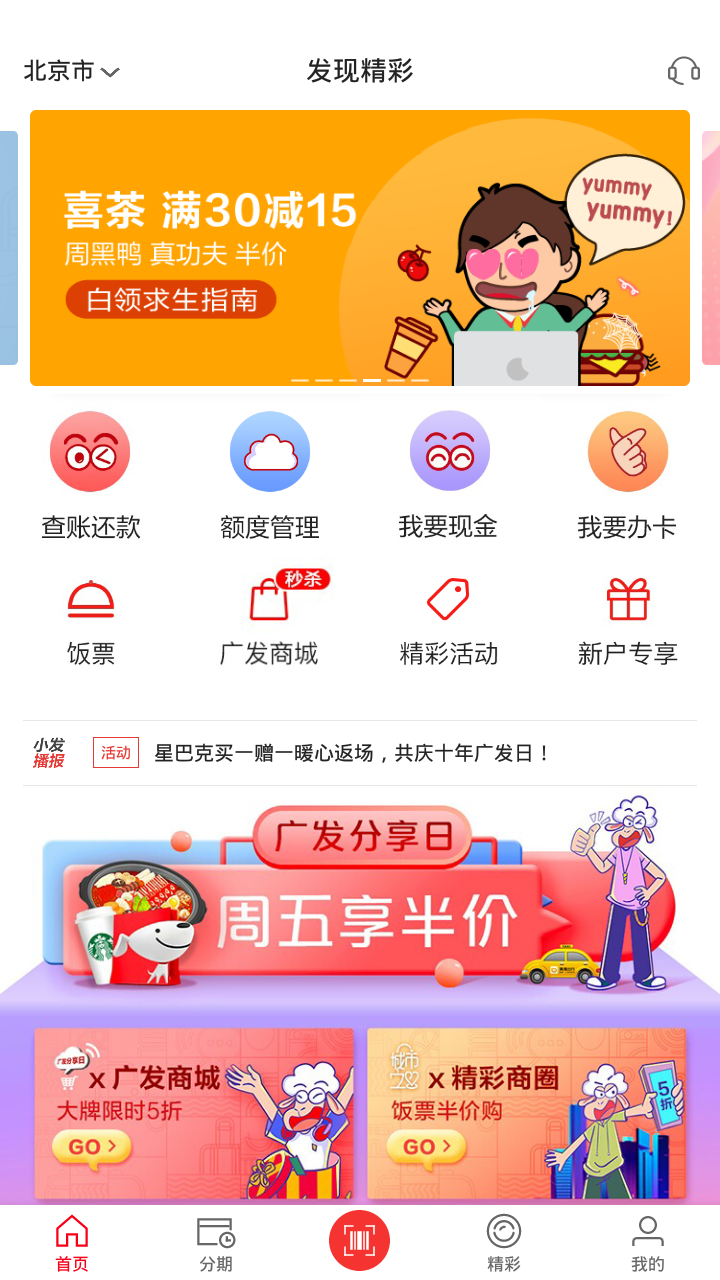 北京市
发现精彩
喜茶 满30减15
周黑鸭 真功夫 半价
白领求生指南
yummy
yummy!
查账还款
额度管理
我要现金
我要办卡
秒杀
饭票
广发商城
精彩活动
新户专享
小发
播报
活动
星巴克买一赠一暖心返场，共庆十年广发日！
广发分享日
周五享半价
广发分享日
x 广发商城
大牌限时5折
GO >
城市
x 精彩商圈
饭票半价购
GO >
5
折
首页
分期
精彩
我的